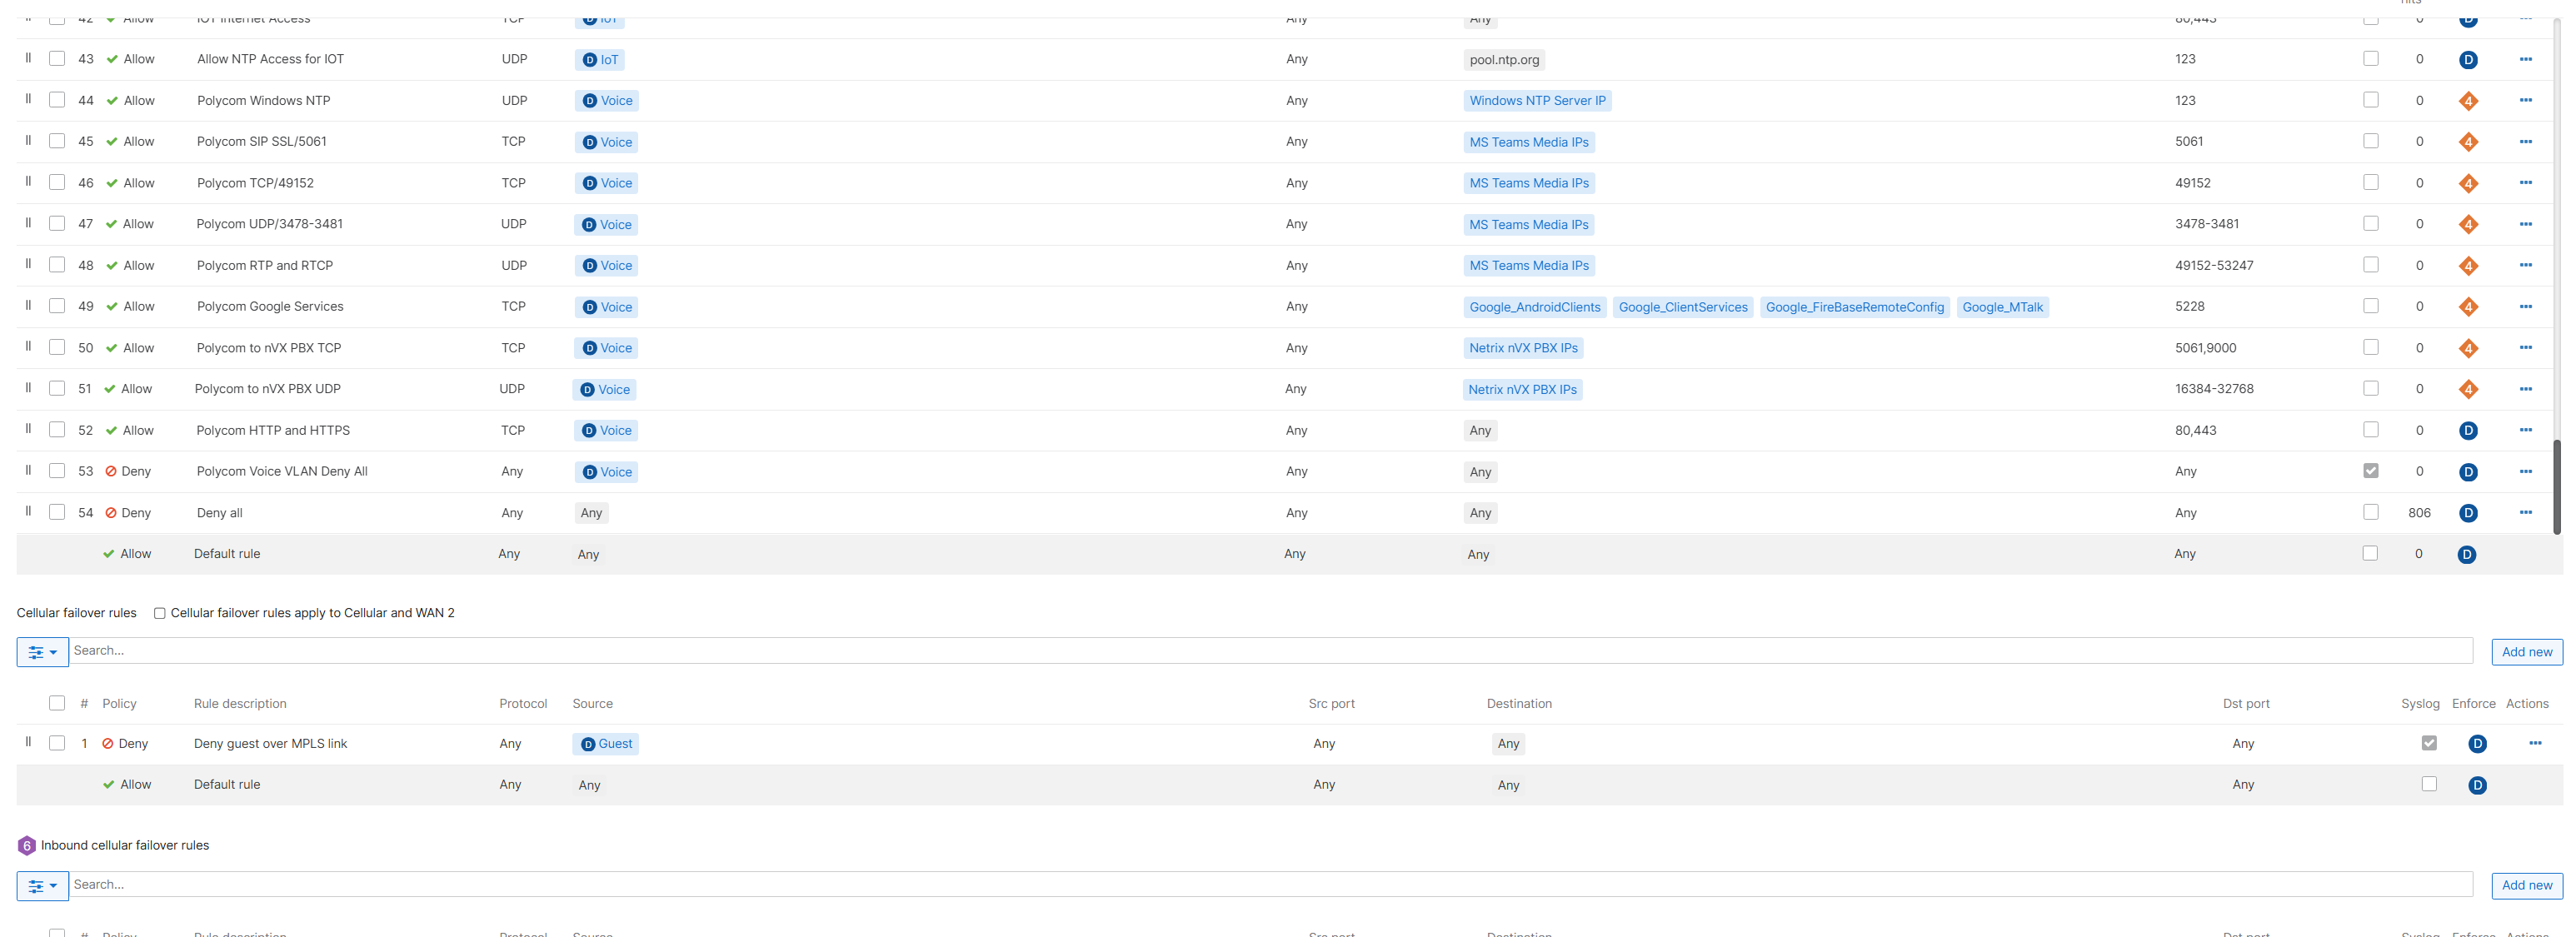 hits
42 Allow IOT Internet Access TCP D IoT Any Any 80,443 0 D
43 Allow Allow NTP Access for IOT UDP D IoT Any pool.ntp.org 123 0 D
44 Allow Polycom Windows NTP UDP D Voice Any Windows NTP Server IP 123 0 4
45 Allow Polycom SIP SSL/5061 TCP D Voice Any MS Teams Media IPs 5061 0 4
46 Allow Polycom TCP/49152 TCP D Voice Any MS Teams Media IPs 49152 0 4
47 Allow Polycom UDP/3478-3481 UDP D Voice Any MS Teams Media IPs 3478-3481 0 4
48 Allow Polycom RTP and RTCP UDP D Voice Any MS Teams Media IPs 49152-53247 0 4
49 Allow Polycom Google Services TCP D Voice Any Google_AndroidClients Google_ClientServices Google_FireBaseRemoteConfig Google_MTalk 5228 0 4
50 Allow Polycom to nVX PBX TCP TCP D Voice Any Netrix nVX PBX IPs 5061,9000 0 4
51 Allow Polycom to nVX PBX UDP UDP D Voice Any Netrix nVX PBX IPs 16384-32768 0 4
52 Allow Polycom HTTP and HTTPS TCP D Voice Any Any 80,443 0 D
53 Deny Polycom Voice VLAN Deny All Any D Voice Any Any Any 0 D
54 Deny Deny all Any Any Any Any Any 806 D
Allow Default rule Any Any Any Any Any 0 D
Cellular failover rules Cellular failover rules apply to Cellular and WAN 2
Search... Add new
# Policy Rule description Protocol Source Src port Destination Dst port Syslog Enforce Actions
1 Deny Deny guest over MPLS link Any D Guest Any Any Any D
Allow Default rule Any Any Any Any Any D
6 Inbound cellular failover rules
Search... Add new
# Policy Rule description Protocol Source Src port Destination Dst port Syslog Enforce Actions